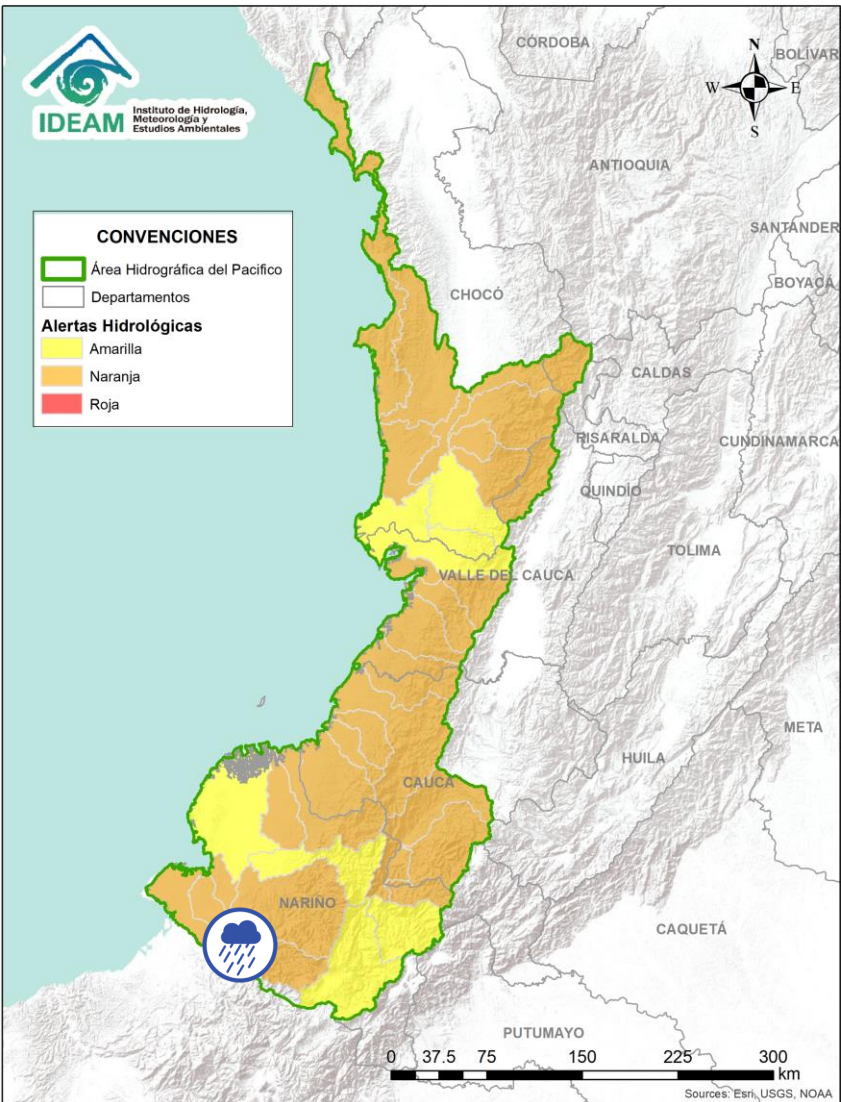 IDEAM
Instituto de Hidrología,
Meteorología y
Estudios Ambientales
N
W E
S
CÓRDOBA
BOLÍVAR
ANTIOQUIA
SANTANDER
BOYACÁ
CONVENCIONES
Área Hidrográfica del Pacifico
Departamentos
Alertas Hidrológicas
Amarilla
Naranja
Roja
CHOCÓ
CALDAS
RISARALDA
CUNDINAMARCA
QUINDÍO
TOLIMA
VALLE DEL CAUCA
META
HUILA
CAUCA
NARIÑO
CAQUETÁ
PUTUMAYO
0 37.5 75 150 225 300
km
Sources: Esri, USGS, NOAA